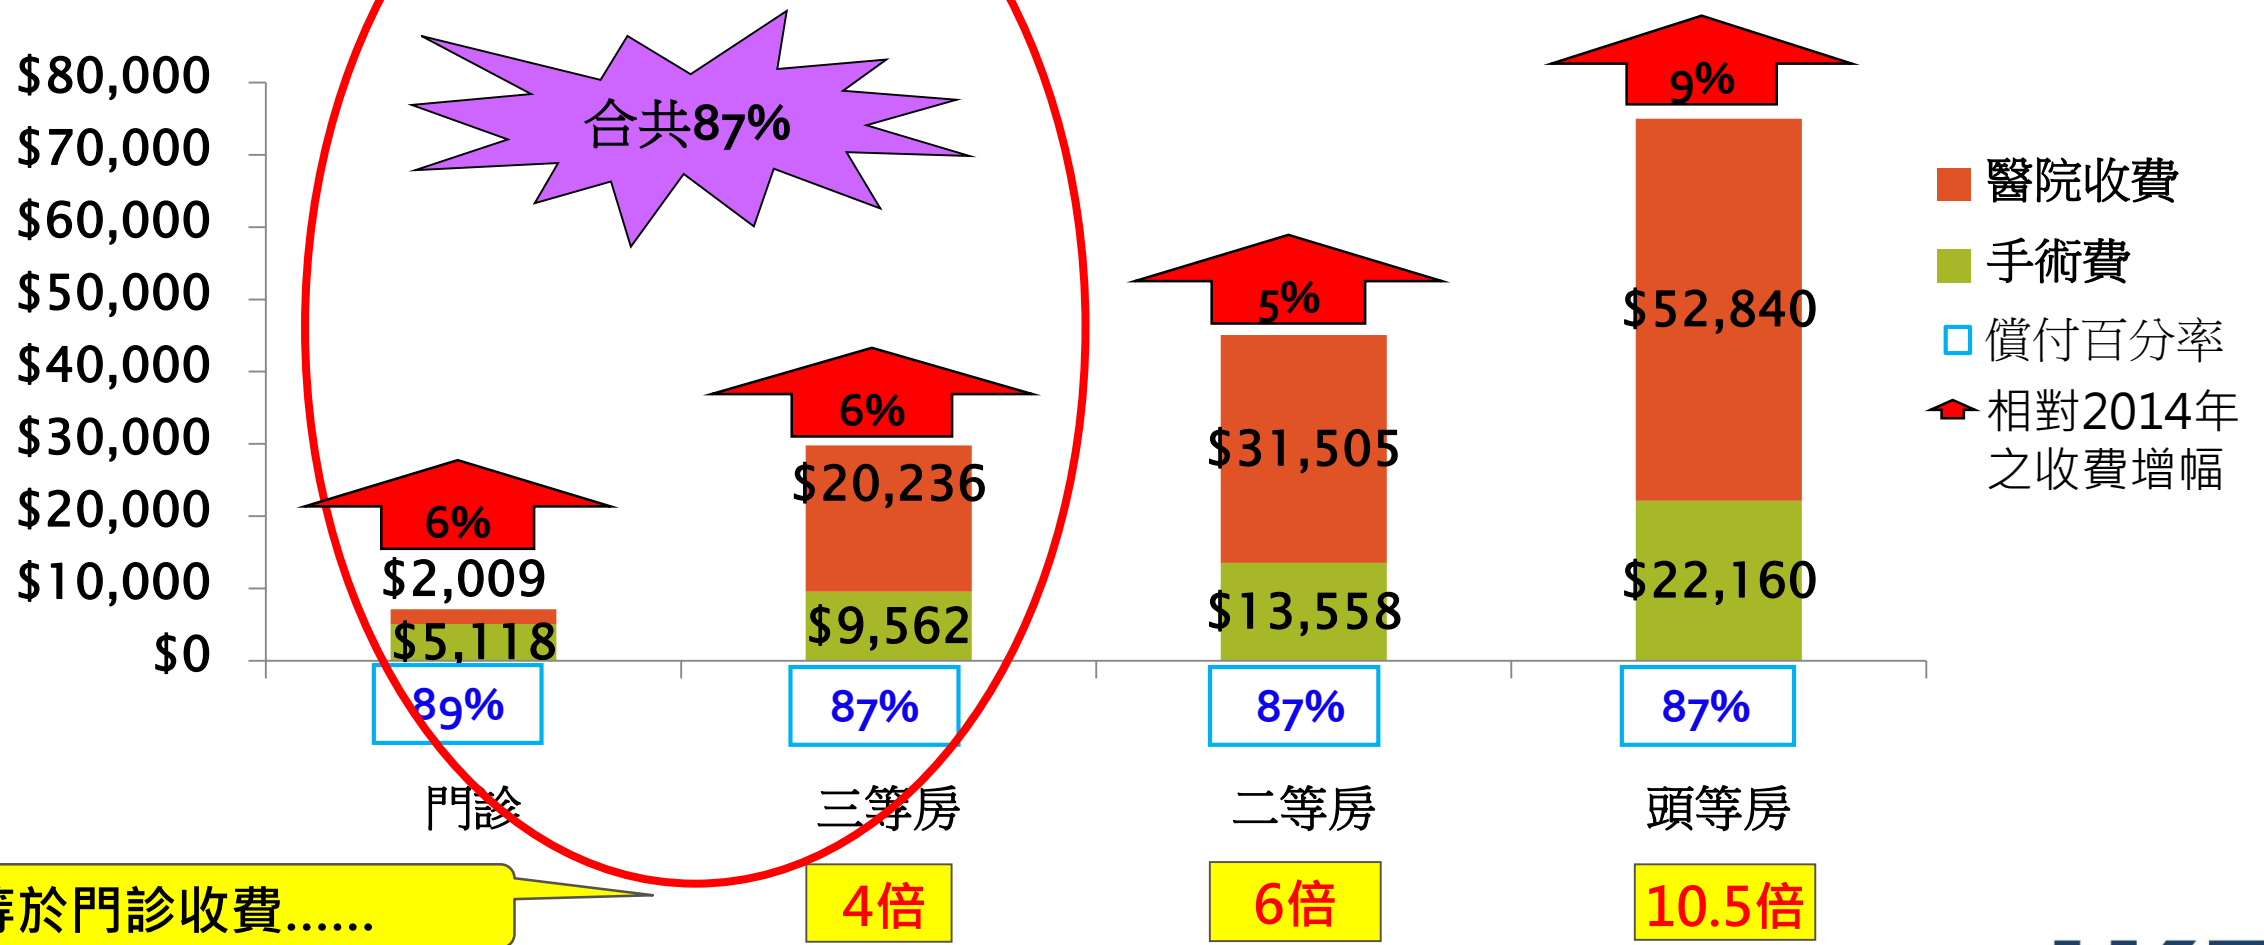 合共87%
$80,000
$70,000
$60,000
$50,000
$40,000
$30,000
$20,000
$10,000
$0
6%
$2,009
$5,118
6%
$20,236
$9,562
5%
$31,505
$13,558
9%
$52,840
$22,160
醫院收費
手術費
償付百分率
相對2014年
之收費增幅
89%
87%
87%
87%
門診
三等房
二等房
頭等房
等於門診收費......
4倍
6倍
10.5倍